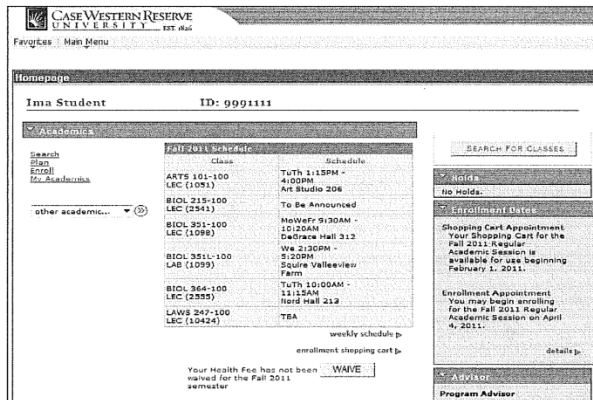 CASE WESTERN RESERVE
UNIVERSITY EST. 1826
Favorites Main Menu
Homepage
Ima Student ID: 9991111
Academics
Search
Plan
Enroll
My Academics
other academic...
Fall 2011 Schedule
Class Schedule
ARTS 101-100
LEC (1051)
TuTh 1:15PM -
4:00PM
Art Studio 206
BIOL 215-100
LEC (2541)
To Be Announced
BIOL 351-100
LEC (1098)
MoWeFr 9:30AM -
10:20AM
DeGrace Hall 312
BIOL 351L-100
LAB (1099)
We 2:30PM -
5:20PM
Squire Valleeview
Farm
BIOL 364-100
LEC (2555)
TuTh 10:00AM -
11:15AM
Nord Hall 213
LAWS 247-100
LEC (10424)
TBA
weekly schedule
enrollment shopping cart
Your Health Fee has not been
waived for the Fall 2011
semester
WAIVE
SEARCH FOR CLASSES
Holds
No Holds.
Enrollment Dates
Shopping Cart Appointment
Your Shopping Cart for the
Fall 2011 Regular
Academic Session is
available for use beginning
February 1, 2011.
Enrollment Appointment
You may begin enrolling
for the Fall 2011 Regular
Academic Session on April
4, 2011.
details
Advisor
Program Advisor